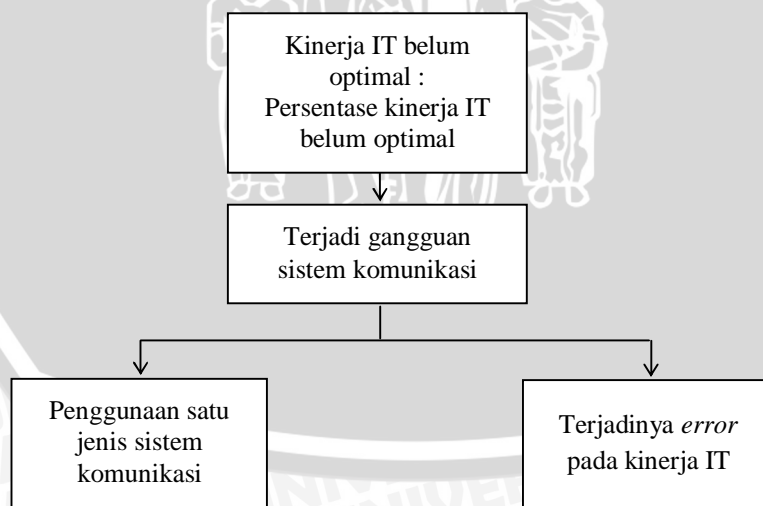 Kinerja IT belum
optimal :
Persentase kinerja IT
belum optimal
Terjadi gangguan
sistem komunikasi
Penggunaan satu
jenis sistem
komunikasi
Terjadinya error
pada kinerja IT